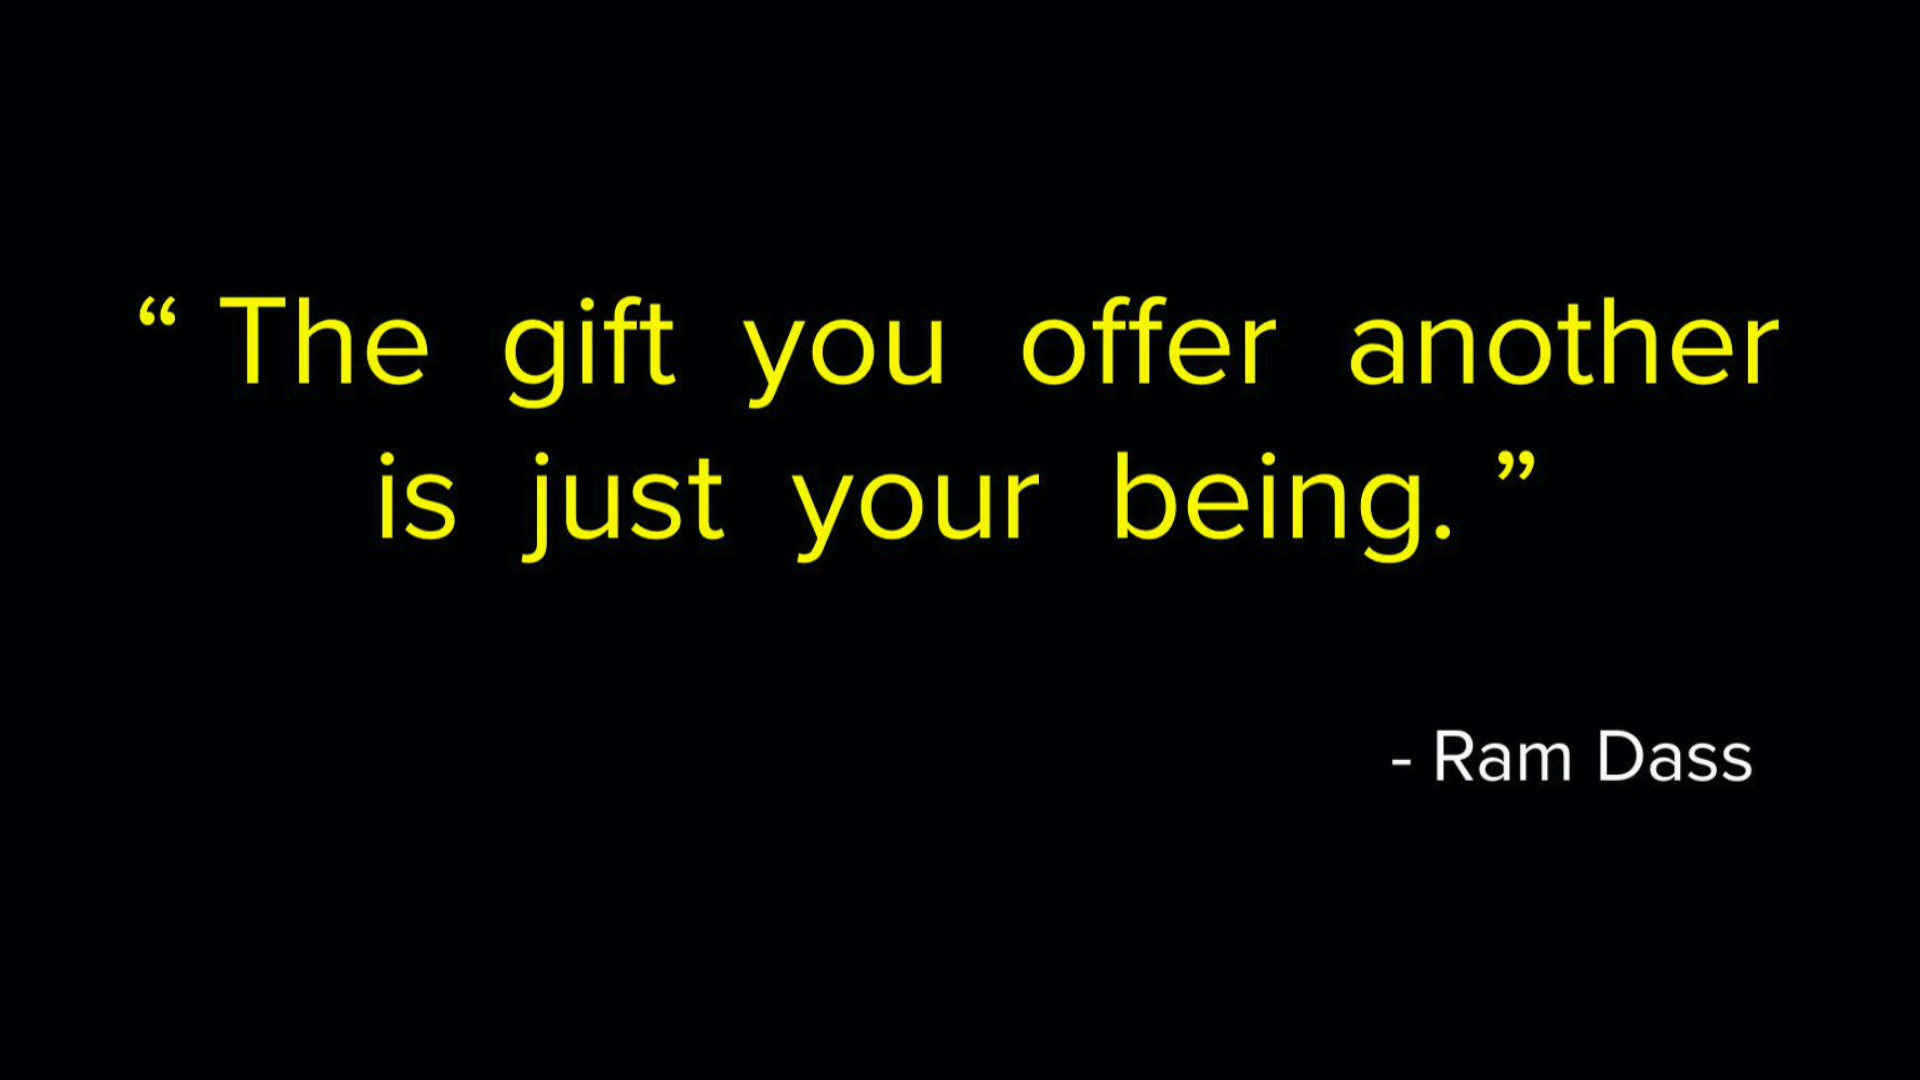 “ The gift you offer another
is just your being. ”
- Ram Dass